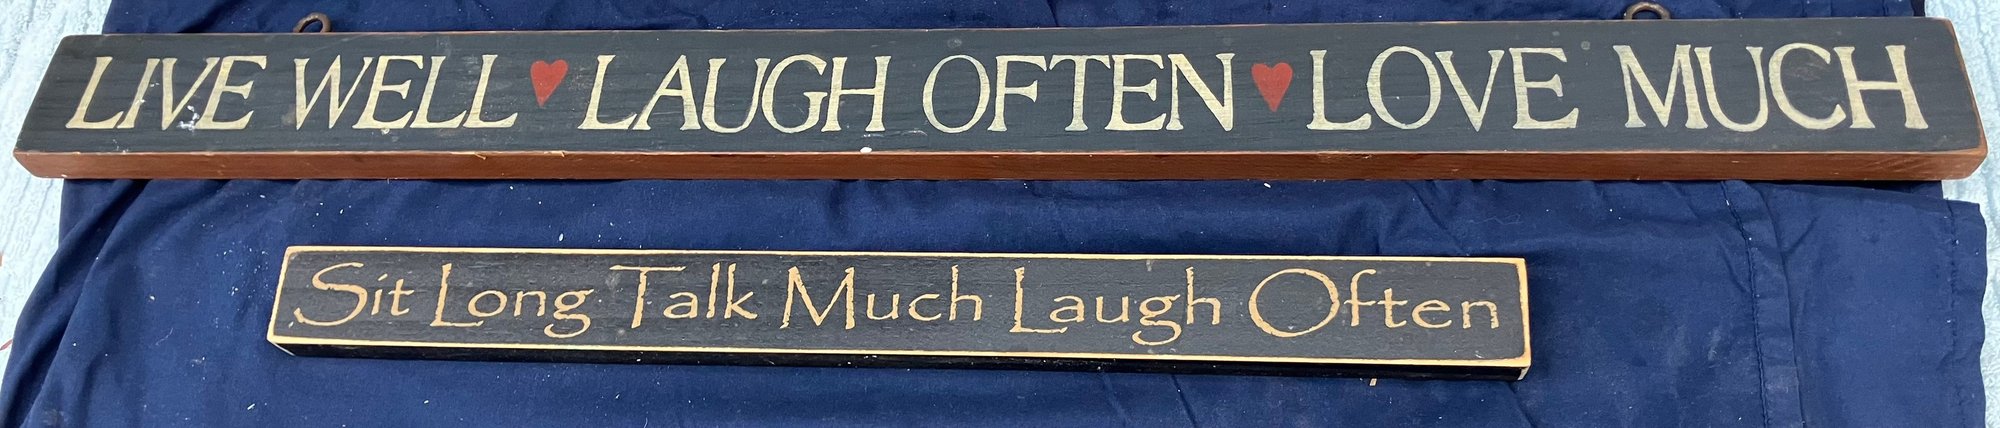 LIVE WELL LAUGH OFTEN LOVE MUCH
Sit Long Talk Much Laugh Often